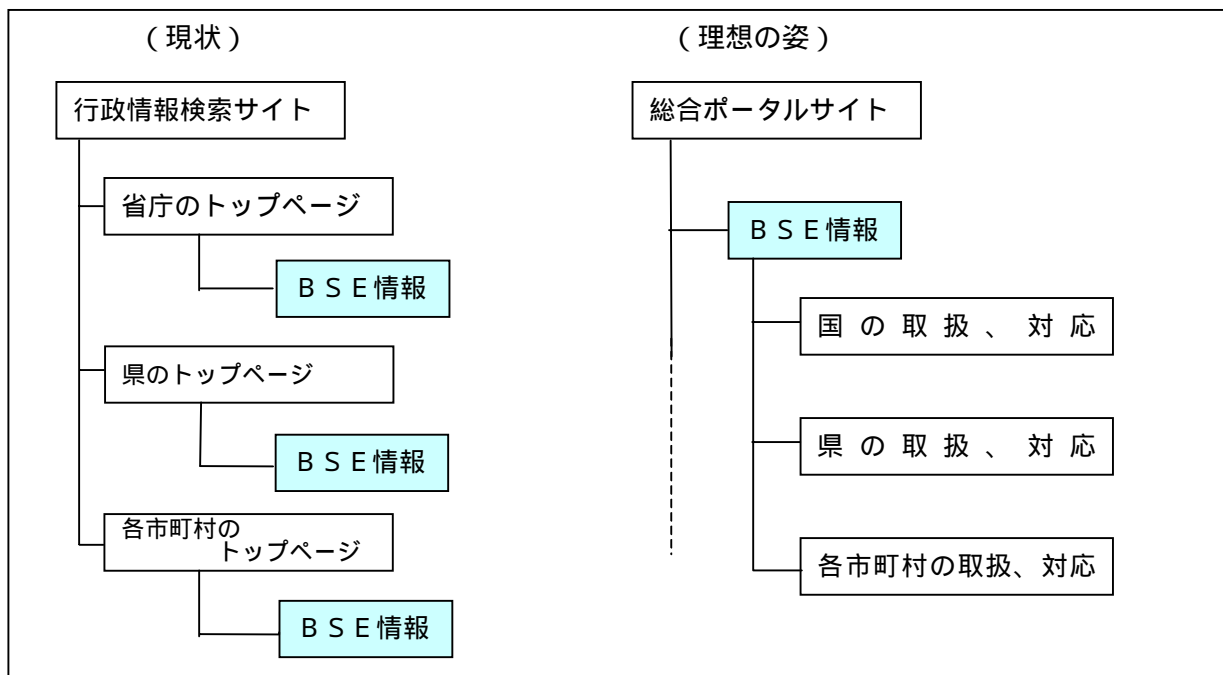 (現状)
行政情報検索サイト
省庁のトップページ
BSE情報
県のトップページ
BSE情報
各市町村の
トップページ
BSE情報
(理想の姿)
総合ポータルサイト
BSE情報
国の取扱、対応
県の取扱、対応
各市町村の取扱、対応